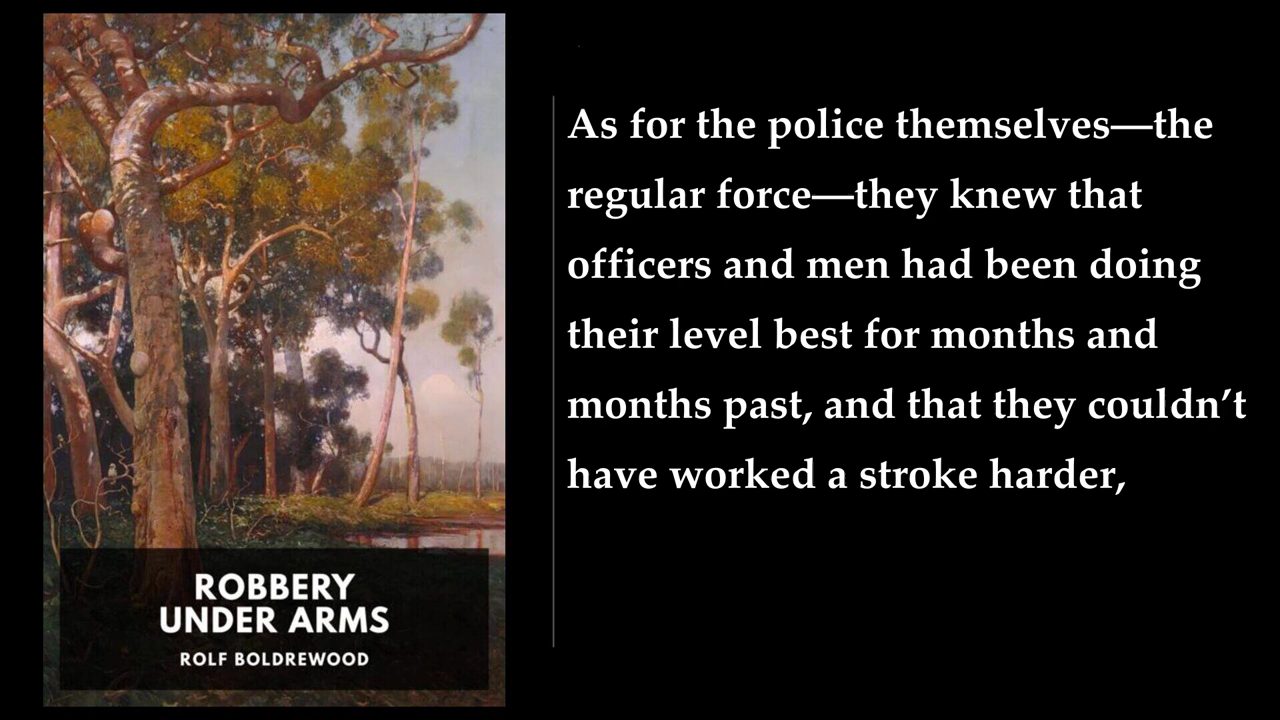 ROBBERY
UNDER ARMS
ROLF BOLDREWOOD
As for the police themselves—the
regular force—they knew that
officers and men had been doing
their level best for months and
months past, and that they couldn’t
have worked a stroke harder,